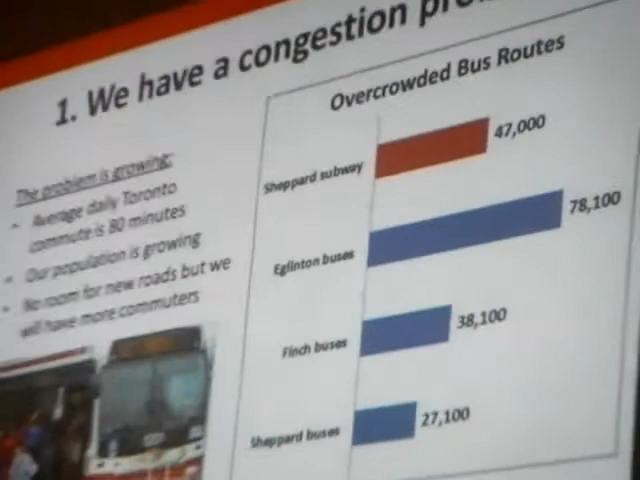 1. We have a congestion
The problem is growing:
- Average daily Toronto
commute is 80 minutes
- Our population is growing
- No room for new roads but we
will have more commuters
Overcrowded Bus Routes
Sheppard subway 47,000
Eglinton buses 78,100
Finch buses 38,100
Sheppard buses 27,100